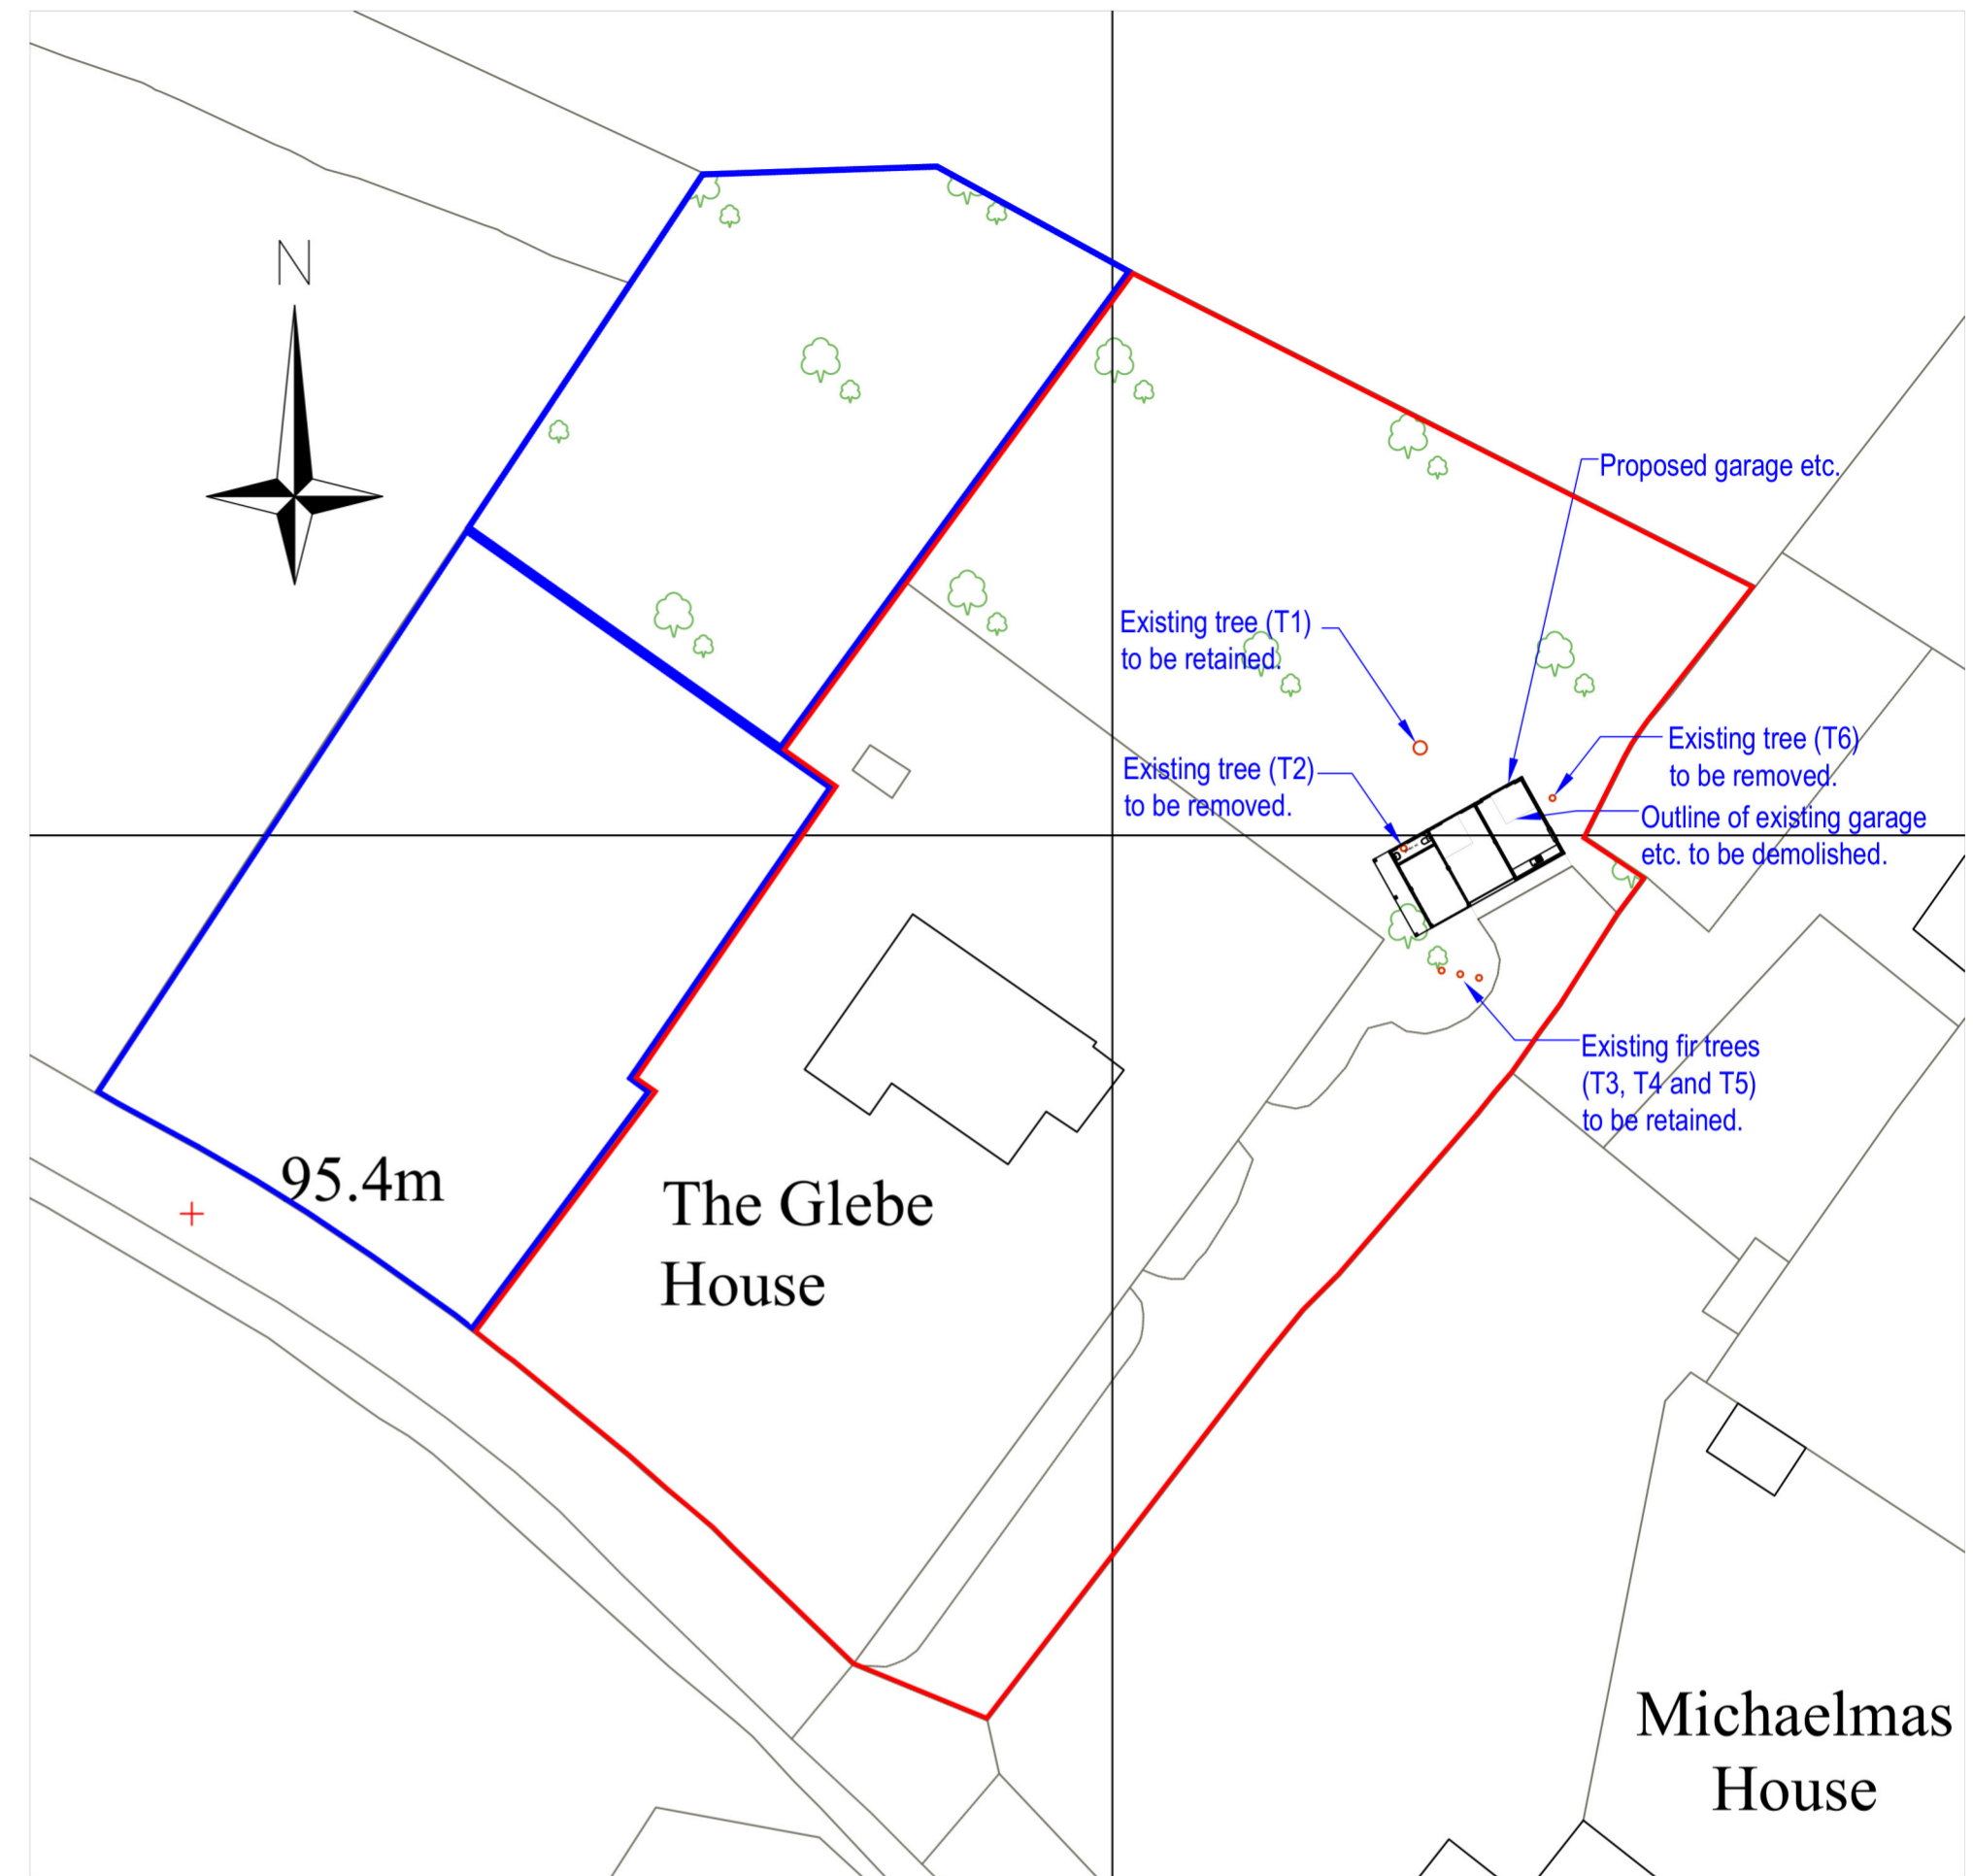 N
Proposed garage etc.
Existing tree (T1)
to be retained.
Existing tree (T6)
to be removed.
Existing tree (T2)
to be removed.
Outline of existing garage
etc. to be demolished.
Existing fir trees
(T3, T4 and T5)
to be retained.
95.4m
The Glebe
House
Michaelmas
House